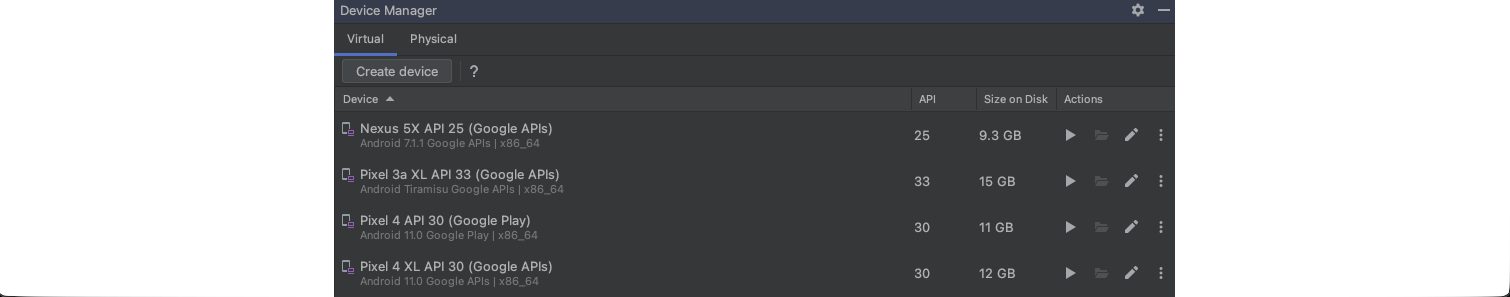 Device Manager
Virtual Physical
Create device ?
Device API Size on Disk Actions
Nexus 5X API 25 (Google APIs) 25 9.3 GB
Android 7.1.1 Google APIs | x86_64
Pixel 3a XL API 33 (Google APIs) 33 15 GB
Android Tiramisu Google APIs | x86_64
Pixel 4 API 30 (Google Play) 30 11 GB
Android 11.0 Google Play | x86_64
Pixel 4 XL API 30 (Google APIs) 30 12 GB
Android 11.0 Google APIs | x86_64